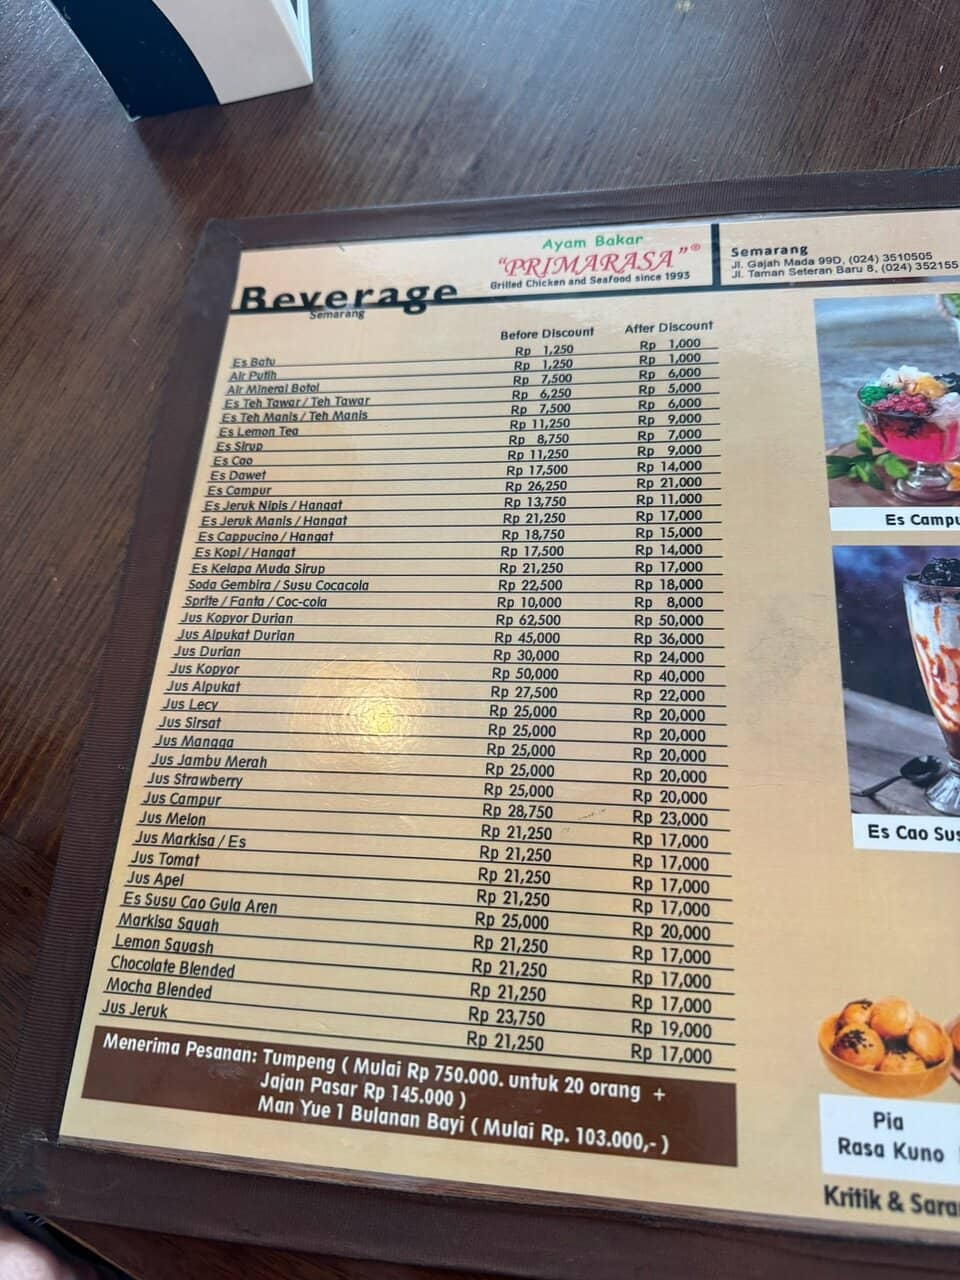 Ayam Bakar
"PRIMARASA"®
Grilled Chicken and Seafood since 1993
Semarang
Jl. Gajah Mada 99D, (024) 3510505
Jl. Taman Seteran Baru 8, (024) 352155
Beverage
Semarang
Before Discount After Discount
Es Batu Rp 1,250 Rp 1,000
Air Putih Rp 1,250 Rp 1,000
Air Mineral Botol Rp 7,500 Rp 6,000
Es Teh Tawar / Teh Tawar Rp 6,250 Rp 5,000
Es Teh Manis / Teh Manis Rp 7,500 Rp 6,000
Es Lemon Tea Rp 11,250 Rp 9,000
Es Sirup Rp 8,750 Rp 7,000
Es Cao Rp 11,250 Rp 9,000
Es Dawet Rp 17,500 Rp 14,000
Es Campur Rp 26,250 Rp 21,000
Es Jeruk Nipis / Hangat Rp 13,750 Rp 11,000
Es Jeruk Manis / Hangat Rp 21,250 Rp 17,000
Es Cappucino / Hangat Rp 18,750 Rp 15,000
Es Kopi / Hangat Rp 17,500 Rp 14,000
Es Kelapa Muda Sirup Rp 21,250 Rp 17,000
Soda Gembira / Susu Cocacola Rp 22,500 Rp 18,000
Sprite / Fanta / Coc-cola Rp 10,000 Rp 8,000
Jus Kopyor Durian Rp 62,500 Rp 50,000
Jus Alpukat Durian Rp 45,000 Rp 36,000
Jus Durian Rp 30,000 Rp 24,000
Jus Kopyor Rp 50,000 Rp 40,000
Jus Alpukat Rp 27,500 Rp 22,000
Jus Lecy Rp 25,000 Rp 20,000
Jus Sirsat Rp 25,000 Rp 20,000
Jus Mangga Rp 25,000 Rp 20,000
Jus Jambu Merah Rp 25,000 Rp 20,000
Jus Strawberry Rp 25,000 Rp 20,000
Jus Campur Rp 28,750 Rp 23,000
Jus Melon Rp 21,250 Rp 17,000
Jus Markisa / Es Rp 21,250 Rp 17,000
Jus Tomat Rp 21,250 Rp 17,000
Jus Apel Rp 21,250 Rp 17,000
Es Susu Cao Gula Aren Rp 25,000 Rp 20,000
Markisa Squah Rp 21,250 Rp 17,000
Lemon Squash Rp 21,250 Rp 17,000
Chocolate Blended Rp 21,250 Rp 17,000
Mocha Blended Rp 23,750 Rp 19,000
Jus Jeruk Rp 21,250 Rp 17,000
Menerima Pesanan: Tumpeng ( Mulai Rp 750.000. untuk 20 orang +
Jajan Pasar Rp 145.000 )
Man Yue 1 Bulanan Bayi ( Mulai Rp. 103.000,- )
Es Campu
Es Cao Sus
Pia
Rasa Kuno
Kritik & Sara